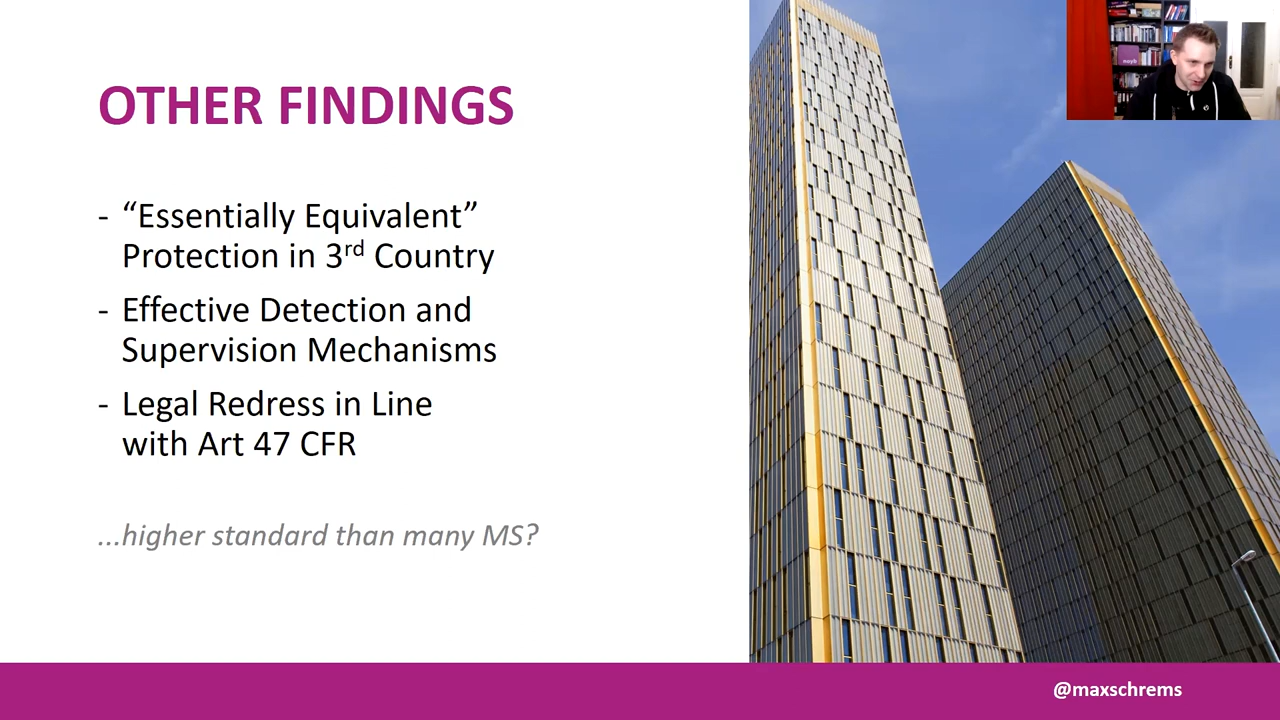 OTHER FINDINGS
- “Essentially Equivalent”
Protection in 3rd Country
- Effective Detection and
Supervision Mechanisms
- Legal Redress in Line
with Art 47 CFR
...higher standard than many MS?
noyb
@maxschrems